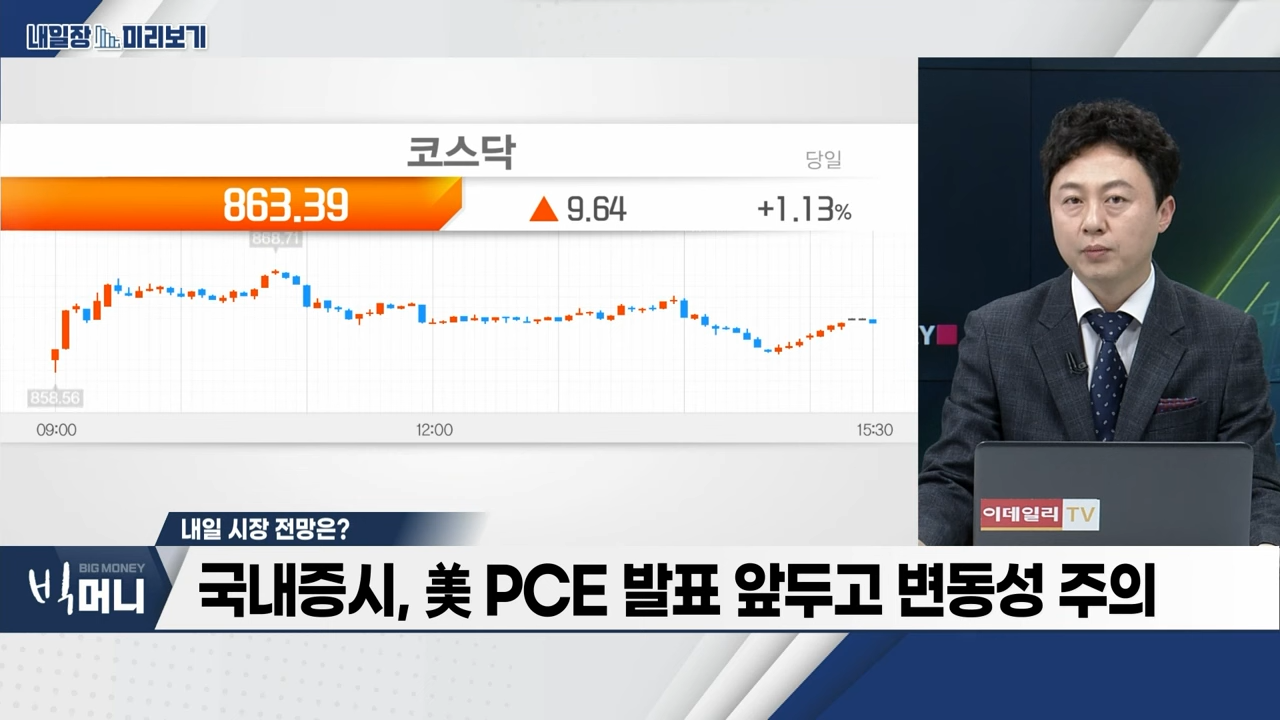 내일장 미리보기
코스닥
당일
863.39 ▲ 9.64 +1.13%
868.71
858.56
09:00 12:00 15:30
Y
이데일리 TV
내일 시장 전망은?
BIG MONEY
빅머니
국내증시, 美 PCE 발표 앞두고 변동성 주의